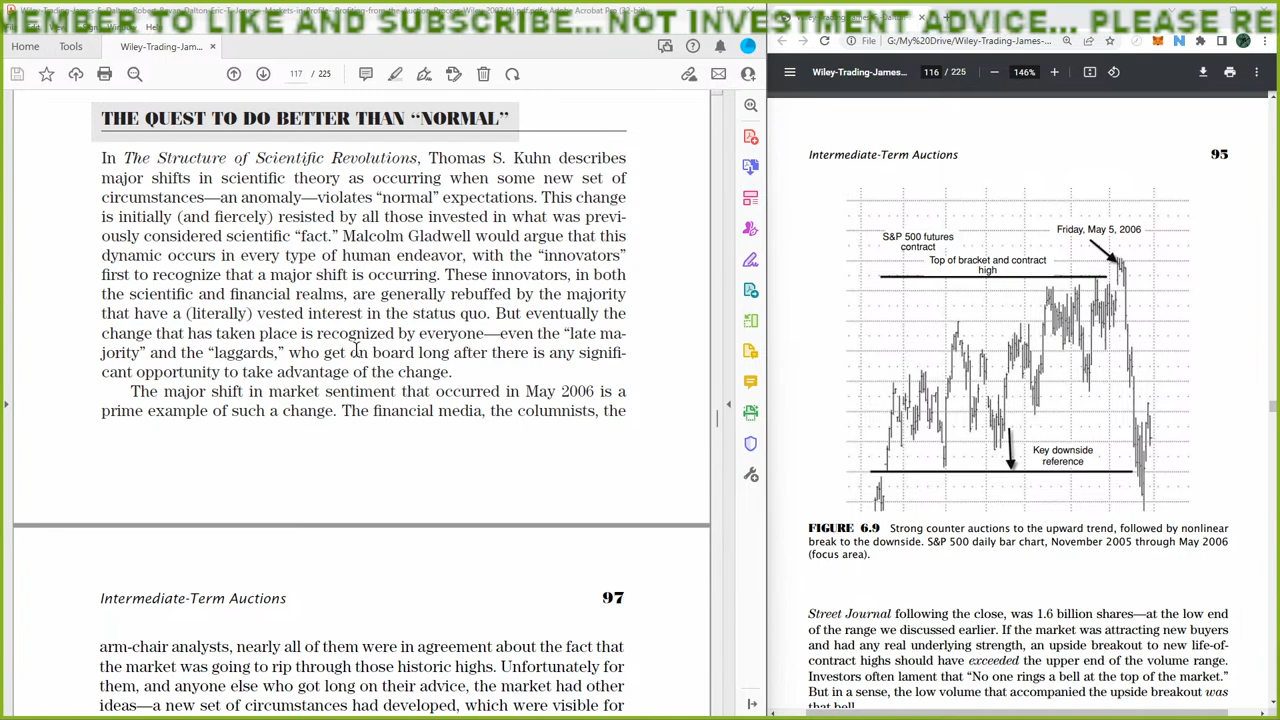 MEMBER TO LIKE AND SUBSCRIBE... NOT INVESTMENT ADVICE... PLEASE RE
Home
Tools
Wiley-Trading-Jam...
×
117 / 225
THE QUEST TO DO BETTER THAN “NORMAL”
In The Structure of Scientific Revolutions, Thomas S. Kuhn describes
major shifts in scientific theory as occurring when some new set of
circumstances—an anomaly—violates “normal” expectations. This change
is initially (and fiercely) resisted by all those invested in what was previ-
ously considered scientific “fact.” Malcolm Gladwell would argue that this
dynamic occurs in every type of human endeavor, with the “innovators”
first to recognize that a major shift is occurring. These innovators, in both
the scientific and financial realms, are generally rebuffed by the majority
that have a (literally) vested interest in the status quo. But eventually the
change that has taken place is recognized by everyone—even the “late ma-
jority” and the “laggards,” who get on board long after there is any signifi-
cant opportunity to take advantage of the change.
The major shift in market sentiment that occurred in May 2006 is a
prime example of such a change. The financial media, the columnists, the
Intermediate-Term Auctions 97
arm-chair analysts, nearly all of them were in agreement about the fact that
the market was going to rip through those historic highs. Unfortunately for
them, and anyone else who got long on their advice, the market had other
ideas—a new set of circumstances had developed, which were visible for
File
G:/My%20Drive/Wiley-Trading-James-...
Wiley-Trading-James...
116 / 225
146%
Intermediate-Term Auctions 95
S&P 500 futures
contract
Friday, May 5, 2006
Top of bracket and contract
high
Key downside
reference
FIGURE 6.9 Strong counter auctions to the upward trend, followed by nonlinear
break to the downside. S&P 500 daily bar chart, November 2005 through May 2006
(focus area).
Street Journal following the close, was 1.6 billion shares—at the low end
of the range we discussed earlier. If the market was attracting new buyers
and had any real underlying strength, an upside breakout to new life-of-
contract highs should have exceeded the upper end of the volume range.
Investors often lament that “No one rings a bell at the top of the market.”
But in a sense, the low volume that accompanied the upside breakout was
that bell.